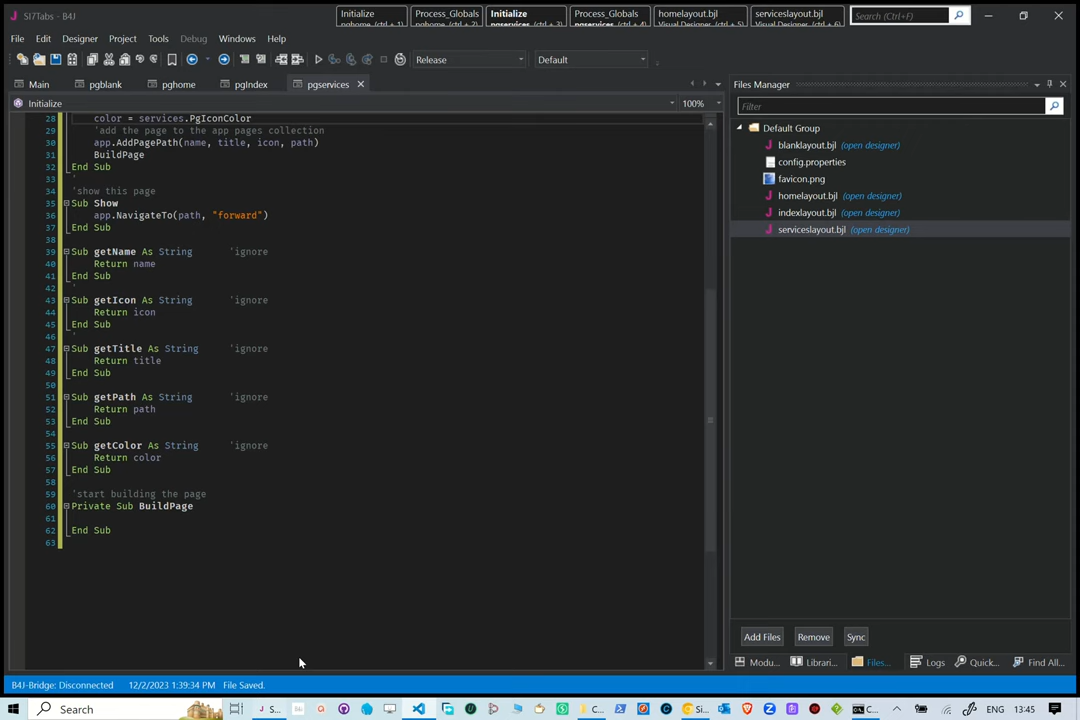 SI7Tabs - B4J
Initialize
pghome (ctrl + 1)
Process_Globals
pghome (ctrl + 2)
Initialize
pgservices (ctrl + 3)
Process_Globals
pgservices (ctrl + 4)
homelayout.bjl
Visual Designer (ctrl + 5)
serviceslayout.bjl
Visual Designer (ctrl + 6)
Search (Ctrl+F)
File Edit Designer Project Tools Debug Windows Help
Release
Default
Main pgblank pghome pgIndex pgservices
Initialize
100%
28 color = services.PgIconColor
29 'add the page to the app pages collection
30 app.AddPagePath(name, title, icon, path)
31 BuildPage
32 End Sub
33 '
34 'show this page
35 Sub Show
36 app.NavigateTo(path, "forward")
37 End Sub
38
39 Sub getName As String 'ignore
40 Return name
41 End Sub
42 '
43 Sub getIcon As String 'ignore
44 Return icon
45 End Sub
46 '
47 Sub getTitle As String 'ignore
48 Return title
49 End Sub
50
51 Sub getPath As String 'ignore
52 Return path
53 End Sub
54
55 Sub getColor As String 'ignore
56 Return color
57 End Sub
58
59 'start building the page
60 Private Sub BuildPage
61
62 End Sub
63
Files Manager
Filter
Default Group
blanklayout.bjl (open designer)
config.properties
favicon.png
homelayout.bjl (open designer)
indexlayout.bjl (open designer)
serviceslayout.bjl (open designer)
Add Files Remove Sync
Modu... Librari... Files... Logs Quick... Find All...
B4J-Bridge: Disconnected 12/2/2023 1:39:34 PM File Saved.
Search
S...
C...
Si...
C...
ENG
13:45